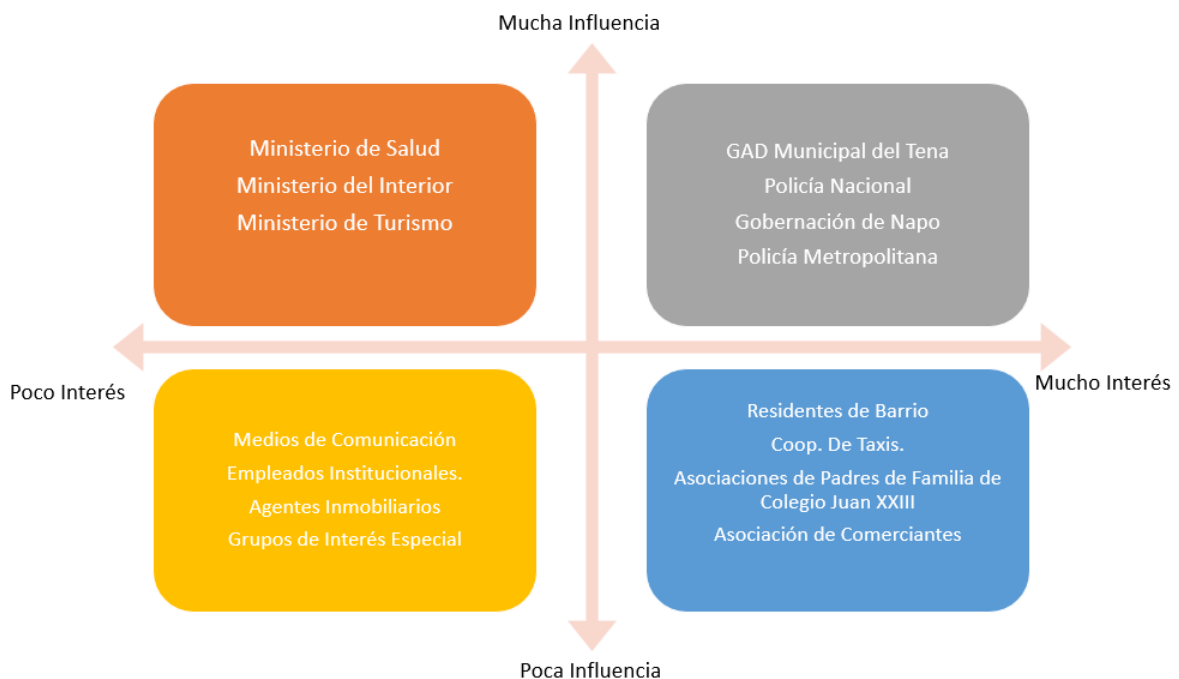 Mucha Influencia
Ministerio de Salud
Ministerio del Interior
Ministerio de Turismo
GAD Municipal del Tena
Policía Nacional
Gobernación de Napo
Policía Metropolitana
Poco Interés
Mucho Interés
Medios de Comunicación
Empleados Institucionales.
Agentes Inmobiliarios
Grupos de Interés Especial
Residentes de Barrio
Coop. De Taxis.
Asociaciones de Padres de Familia de
Colegio Juan XXIII
Asociación de Comerciantes
Poca Influencia